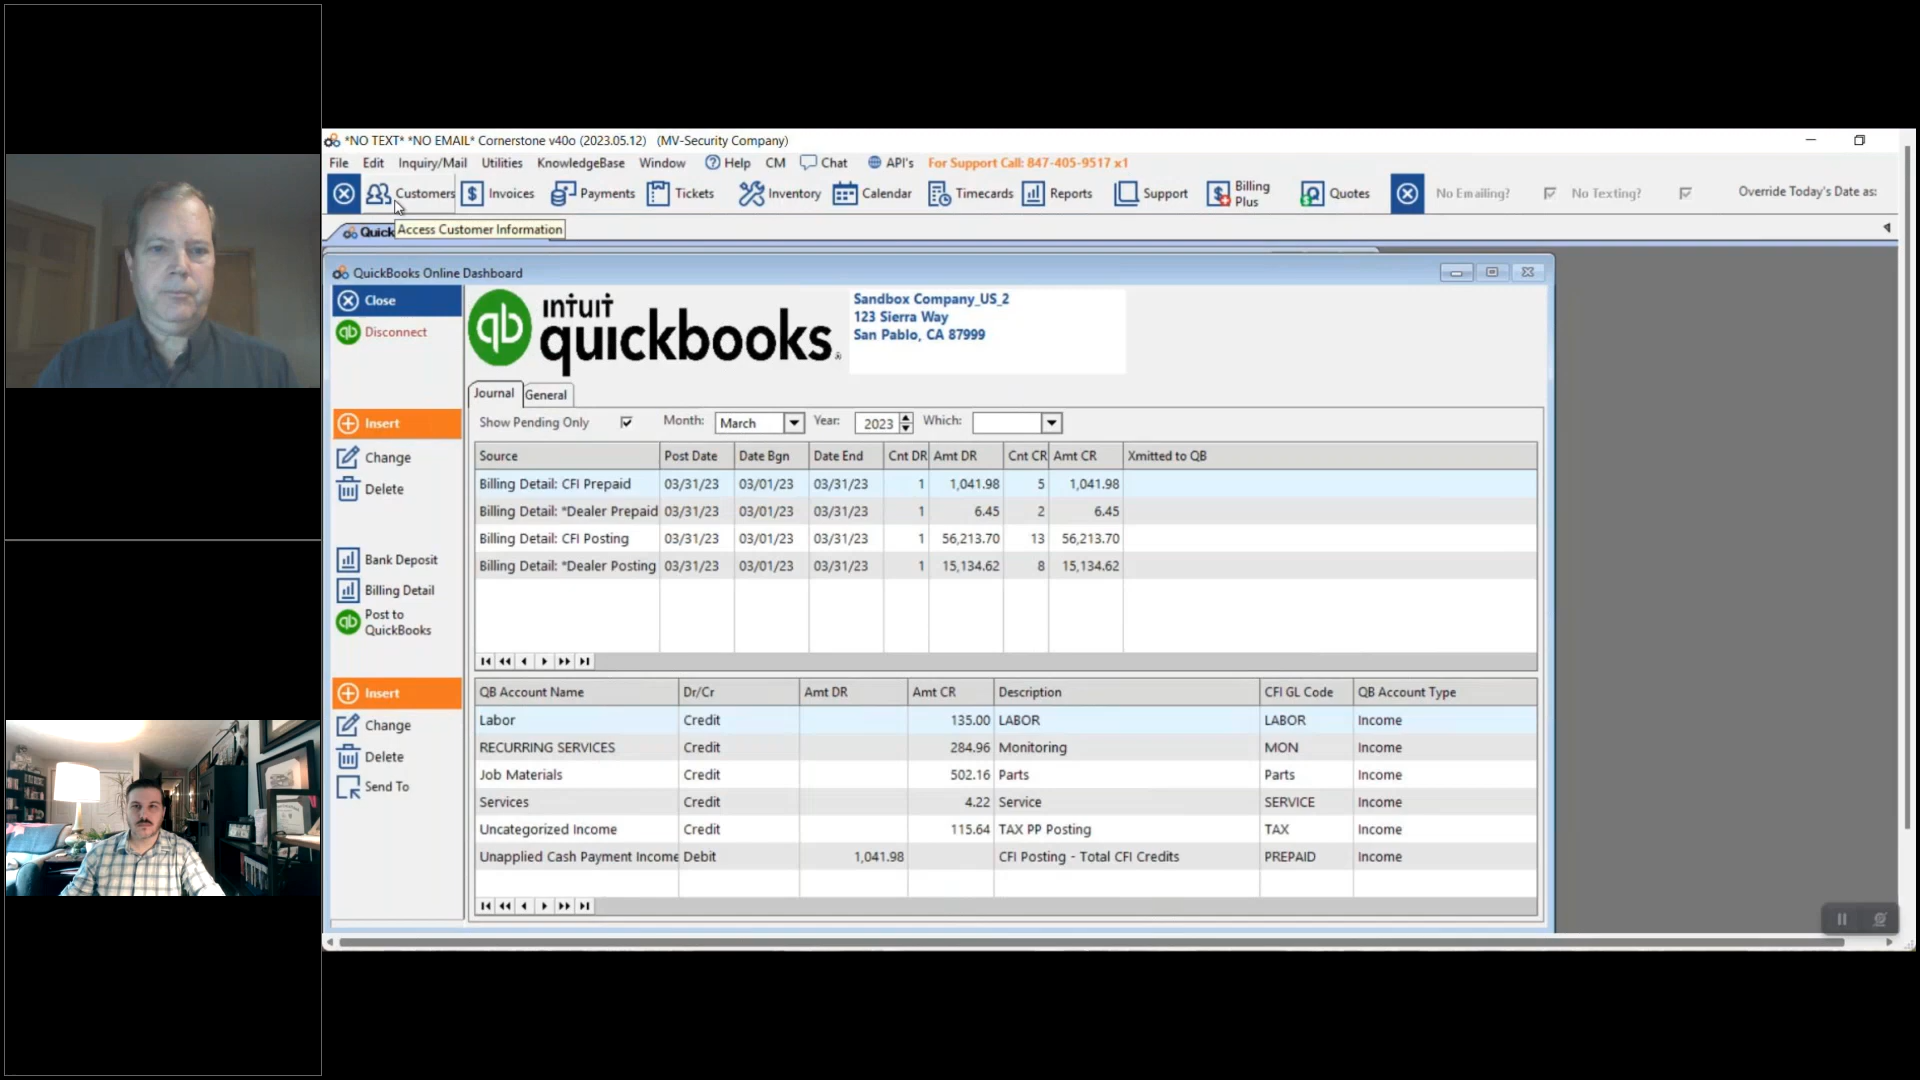 *NO TEXT* *NO EMAIL* Cornerstone v40o (2023.05.12) (MV-Security Company)
File Edit Inquiry/Mail Utilities KnowledgeBase Window Help CM Chat API's For Support Call: 847-405-9517 x1
Customers Invoices Payments Tickets Inventory Calendar Timecards Reports Support Billing Plus Quotes No Emailing? No Texting? Override Today's Date as:
Quick Access Customer Information
QuickBooks Online Dashboard
Close
Disconnect
intuit
quickbooks
qb
Sandbox Company_US_2
123 Sierra Way
San Pablo, CA 87999
Journal General
Insert
Change
Delete
Bank Deposit
Billing Detail
Post to
QuickBooks
Show Pending Only Month: March Year: 2023 Which:
Source Post Date Date Bgn Date End Cnt DR Amt DR Cnt CR Amt CR Xmitted to QB
Billing Detail: CFI Prepaid 03/31/23 03/01/23 03/31/23 1 1,041.98 5 1,041.98
Billing Detail: *Dealer Prepaid 03/31/23 03/01/23 03/31/23 1 6.45 2 6.45
Billing Detail: CFI Posting 03/31/23 03/01/23 03/31/23 1 56,213.70 13 56,213.70
Billing Detail: *Dealer Posting 03/31/23 03/01/23 03/31/23 1 15,134.62 8 15,134.62
Insert
Change
Delete
Send To
QB Account Name Dr/Cr Amt DR Amt CR Description CFI GL Code QB Account Type
Labor Credit 135.00 LABOR LABOR Income
RECURRING SERVICES Credit 284.96 Monitoring MON Income
Job Materials Credit 502.16 Parts Parts Income
Services Credit 4.22 Service SERVICE Income
Uncategorized Income Credit 115.64 TAX PP Posting TAX Income
Unapplied Cash Payment Income Debit 1,041.98 CFI Posting - Total CFI Credits PREPAID Income